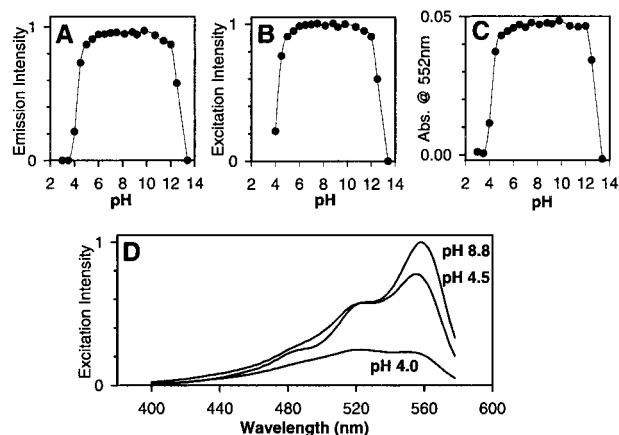 A
Emission Intensity
1
0
2 4 6 8 10 12 14
pH
B
Excitation Intensity
1
0
2 4 6 8 10 12 14
pH
C
Abs. @ 552nm
0.05
0.00
2 4 6 8 10 12 14
pH
D
Excitation Intensity
1
0
pH 8.8
pH 4.5
pH 4.0
400 440 480 520 560 600
Wavelength (nm)